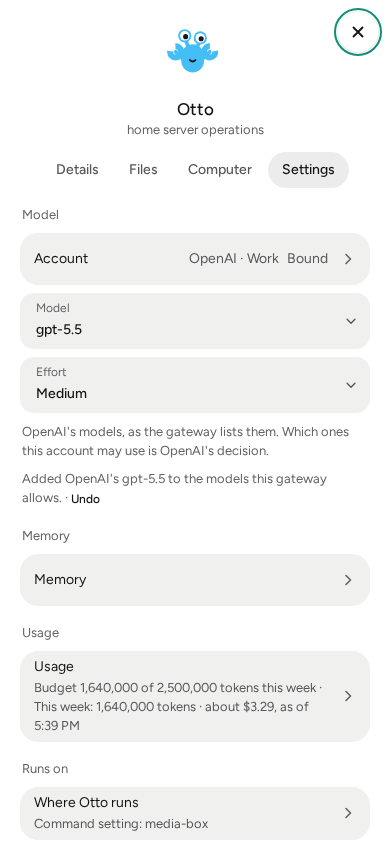 Otto
home server operations
Details Files Computer Settings
Model
Account OpenAI · Work Bound
Model
gpt-5.5
Effort
Medium
OpenAI's models, as the gateway lists them. Which ones
this account may use is OpenAI's decision.
Added OpenAI's gpt-5.5 to the models this gateway
allows. · Undo
Memory
Memory
Usage
Usage
Budget 1,640,000 of 2,500,000 tokens this week ·
This week: 1,640,000 tokens · about $3.29, as of
5:39 PM
Runs on
Where Otto runs
Command setting: media-box